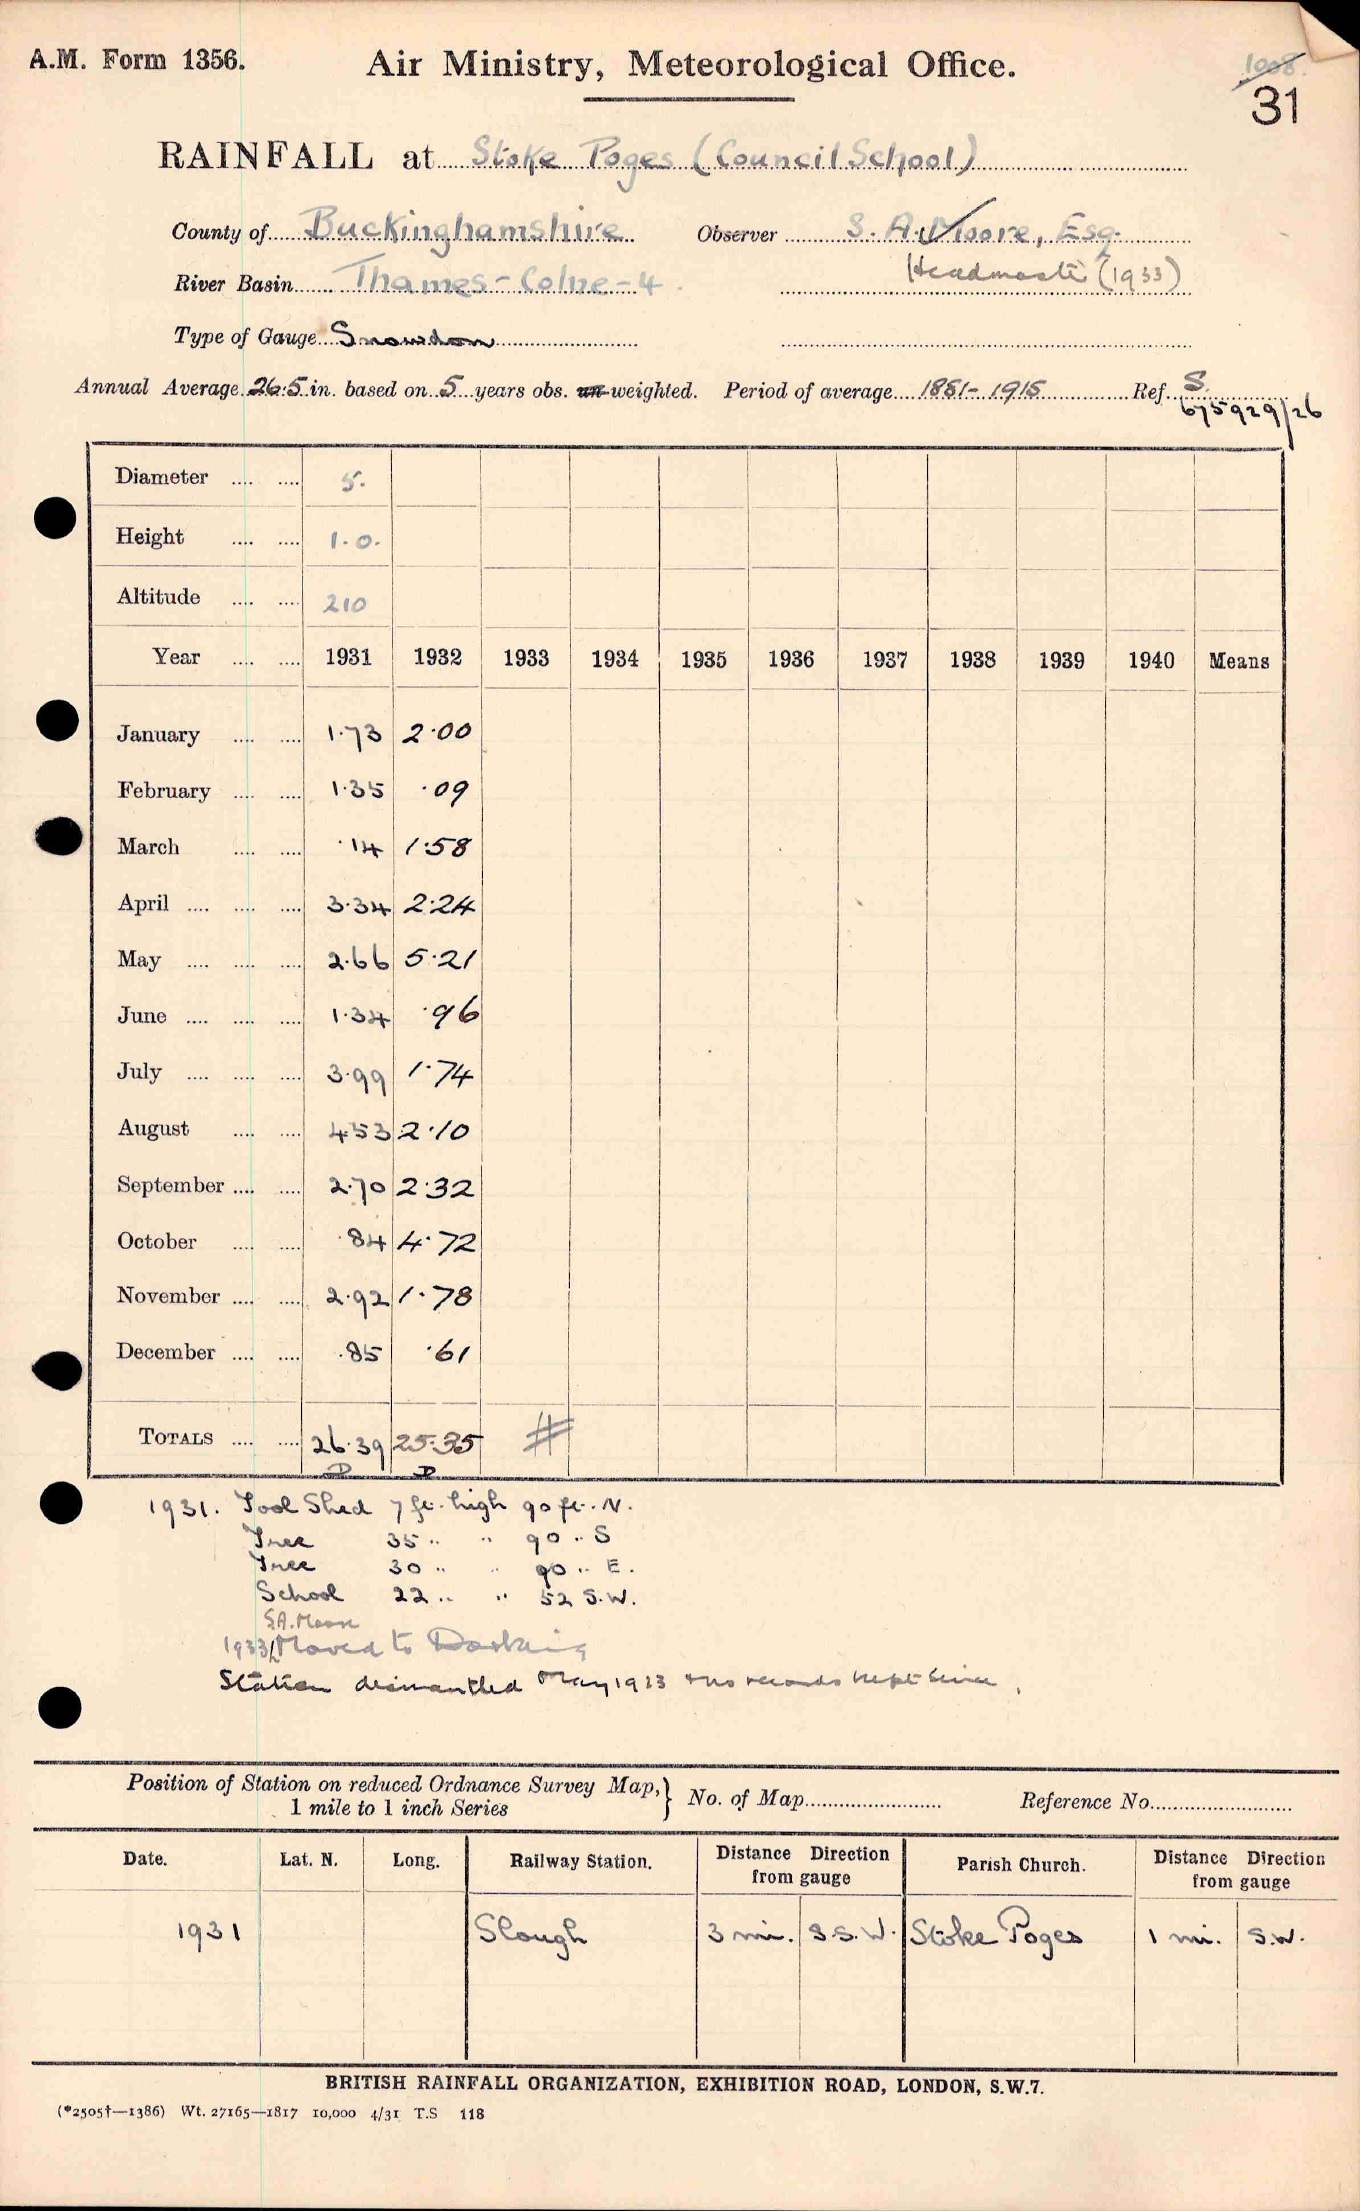 A.M. Form 1356.
Air Ministry, Meteorological Office.
1008
31
RAINFALL at Stoke Poges (Council School)
County of Buckinghamshire Observer S. A. Moore, Esq.
River Basin Thames-Colne-4 Headmaster (1933)
Type of Gauge Snowdon
Annual Average 26.5 in. based on 5 years obs. un weighted. Period of average 1881-1915 Ref. S.
675929/26
Diameter .... .... 5.
Height .... .... 1.0.
Altitude .... .... 210
Year .... .... 1931 1932 1933 1934 1935 1936 1937 1938 1939 1940 Means
January .... .... 1.73 2.00
February .... .... 1.35 .09
March .... .... .14 1.58
April .... .... .... 3.34 2.24
May .... .... .... 2.66 5.21
June .... .... .... 1.34 .96
July .... .... .... 3.99 1.74
August .... .... 4.53 2.10
September .... .... 2.70 2.32
October .... .... .84 4.72
November .... .... 2.92 1.78
December .... .... .85 .61
TOTALS .... .... 26.39 25.35 #
D D
1931. Tool Shed 7 ft. high 90 ft. N.
Tree 35 " " 90 " S
Tree 30 " " 90 " E.
School 22 " " 52 S.W.
S.A. Moore
1933 Moved to Dorking
Station dismantled May 1933 & no records kept since.
Position of Station on reduced Ordnance Survey Map, } No. of Map.......... Reference No..........
1 mile to 1 inch Series
Date. Lat. N. Long. Railway Station. Distance Direction from gauge Parish Church. Distance Direction from gauge
1931 Slough 3 mi. S.S.W. Stoke Poges 1 mi. S.W.
BRITISH RAINFALL ORGANIZATION, EXHIBITION ROAD, LONDON, S.W.7.
(*2505†—1386) Wt. 27165—1817 10,000 4/31 T.S 118